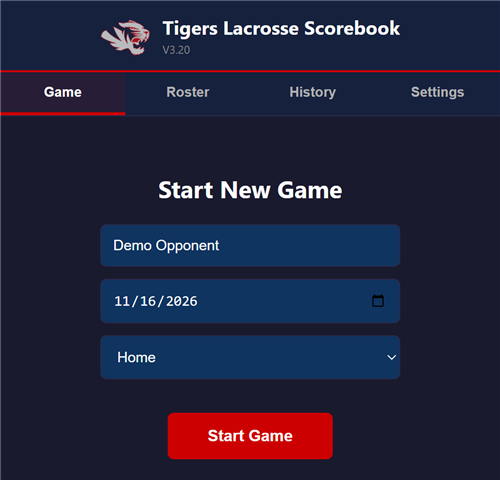 Tigers Lacrosse Scorebook
V3.20
Game
Roster
History
Settings
Start New Game
Demo Opponent
11/16/2026
Home
Start Game